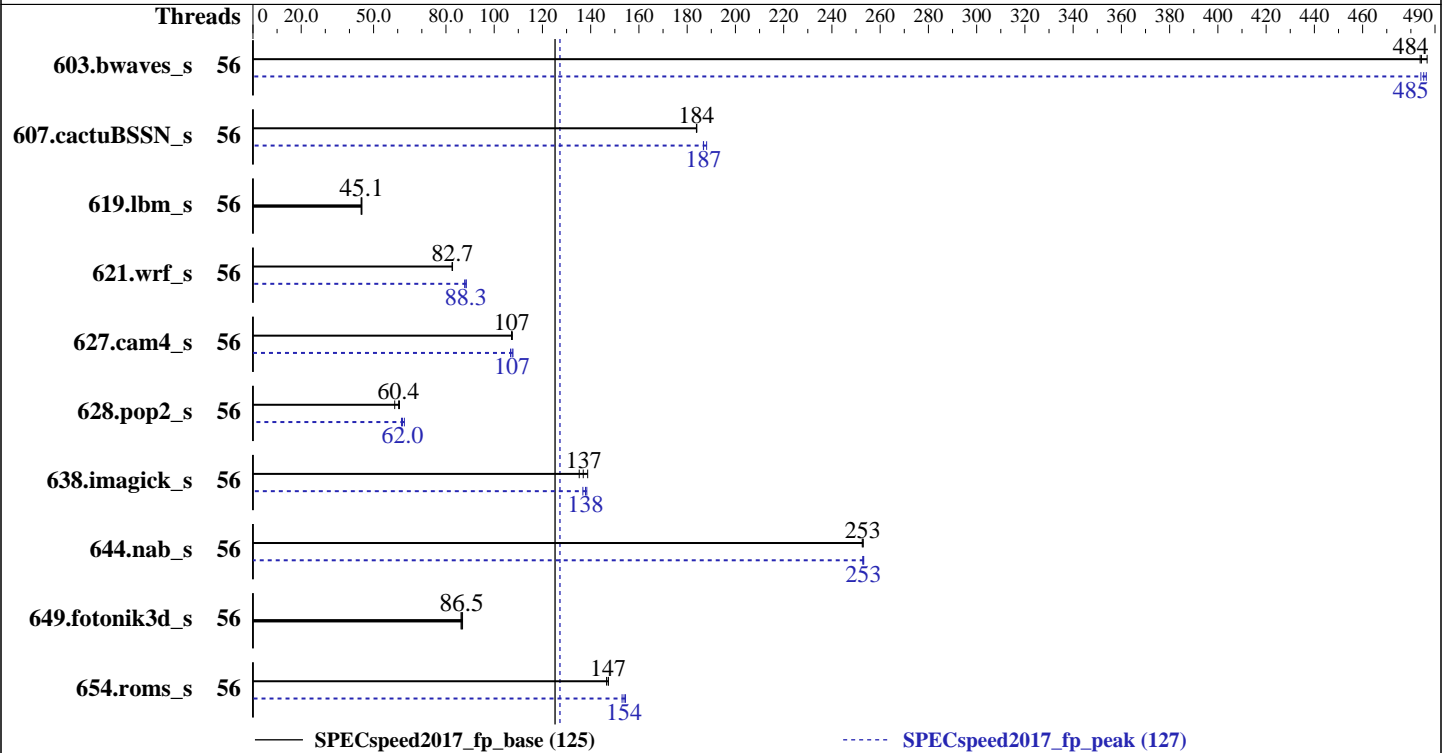 Threads 0 20.0 50.0 80.0 100 120 140 160 180 200 220 240 260 280 300 320 340 360 380 400 420 440 460 490
603.bwaves_s 56 484
485
607.cactuBSSN_s 56 184
187
619.lbm_s 56 45.1
621.wrf_s 56 82.7
88.3
627.cam4_s 56 107
107
628.pop2_s 56 60.4
62.0
638.imagick_s 56 137
138
644.nab_s 56 253
253
649.fotonik3d_s 56 86.5
654.roms_s 56 147
154
SPECspeed2017_fp_base (125) SPECspeed2017_fp_peak (127)